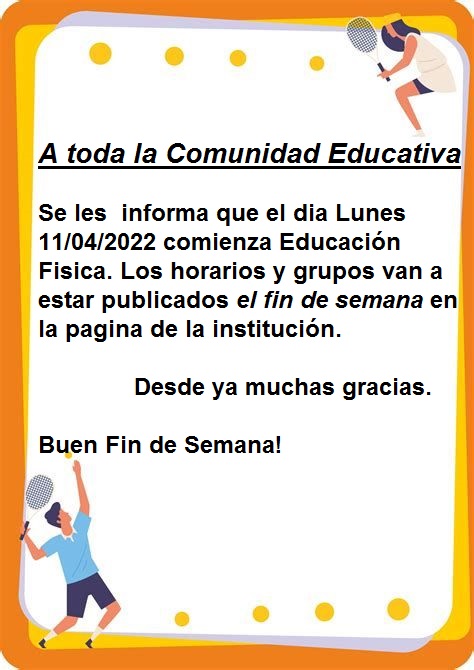 A toda la Comunidad Educativa
Se les  informa que el dia Lunes
11/04/2022 comienza Educación
Fisica. Los horarios y grupos van a
estar publicados el fin de semana en
la pagina de la institución.
Desde ya muchas gracias.
Buen Fin de Semana!